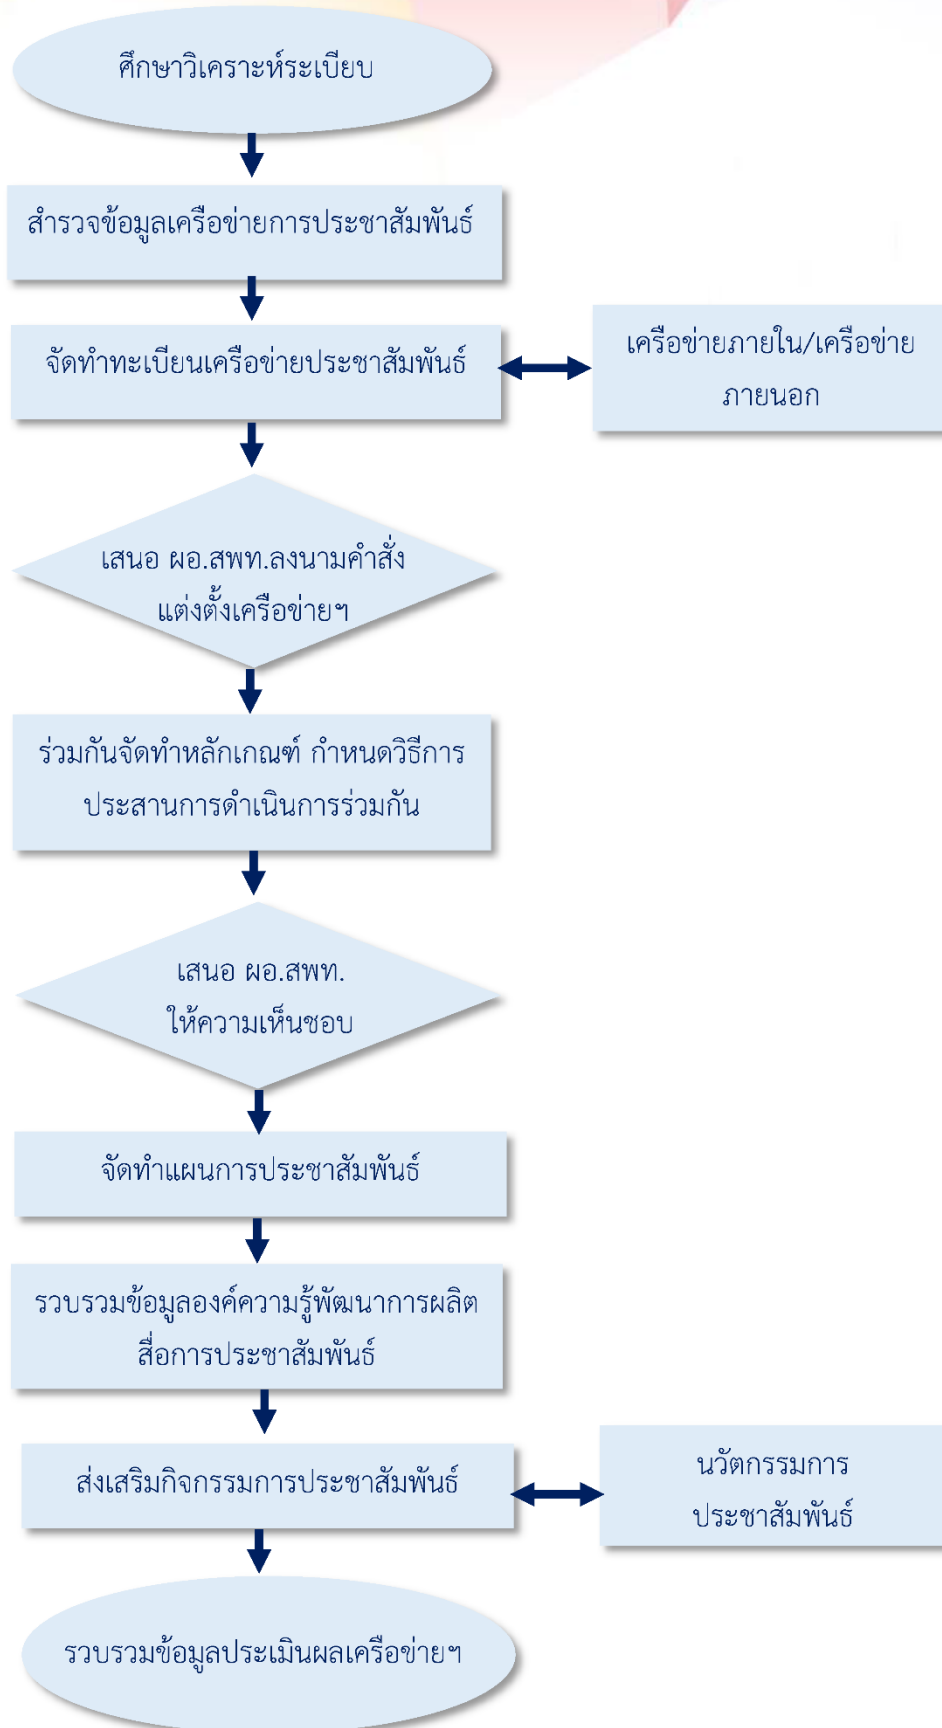 ศึกษาวิเคราะห์ระเบียบ
สำรวจข้อมูลเครือข่ายการประชาสัมพันธ์
จัดทำทะเบียนเครือข่ายประชาสัมพันธ์
เครือข่ายภายใน/เครือข่าย
ภายนอก
เสนอ ผอ.สพท.ลงนามคำสั่ง
แต่งตั้งเครือข่ายฯ
ร่วมกันจัดทำหลักเกณฑ์ กำหนดวิธีการ
ประสานการดำเนินการร่วมกัน
เสนอ ผอ.สพท.
ให้ความเห็นชอบ
จัดทำแผนการประชาสัมพันธ์
รวบรวมข้อมูลองค์ความรู้พัฒนาการผลิต
สื่อการประชาสัมพันธ์
ส่งเสริมกิจกรรมการประชาสัมพันธ์
นวัตกรรมการ
ประชาสัมพันธ์
รวบรวมข้อมูลประเมินผลเครือข่ายฯ